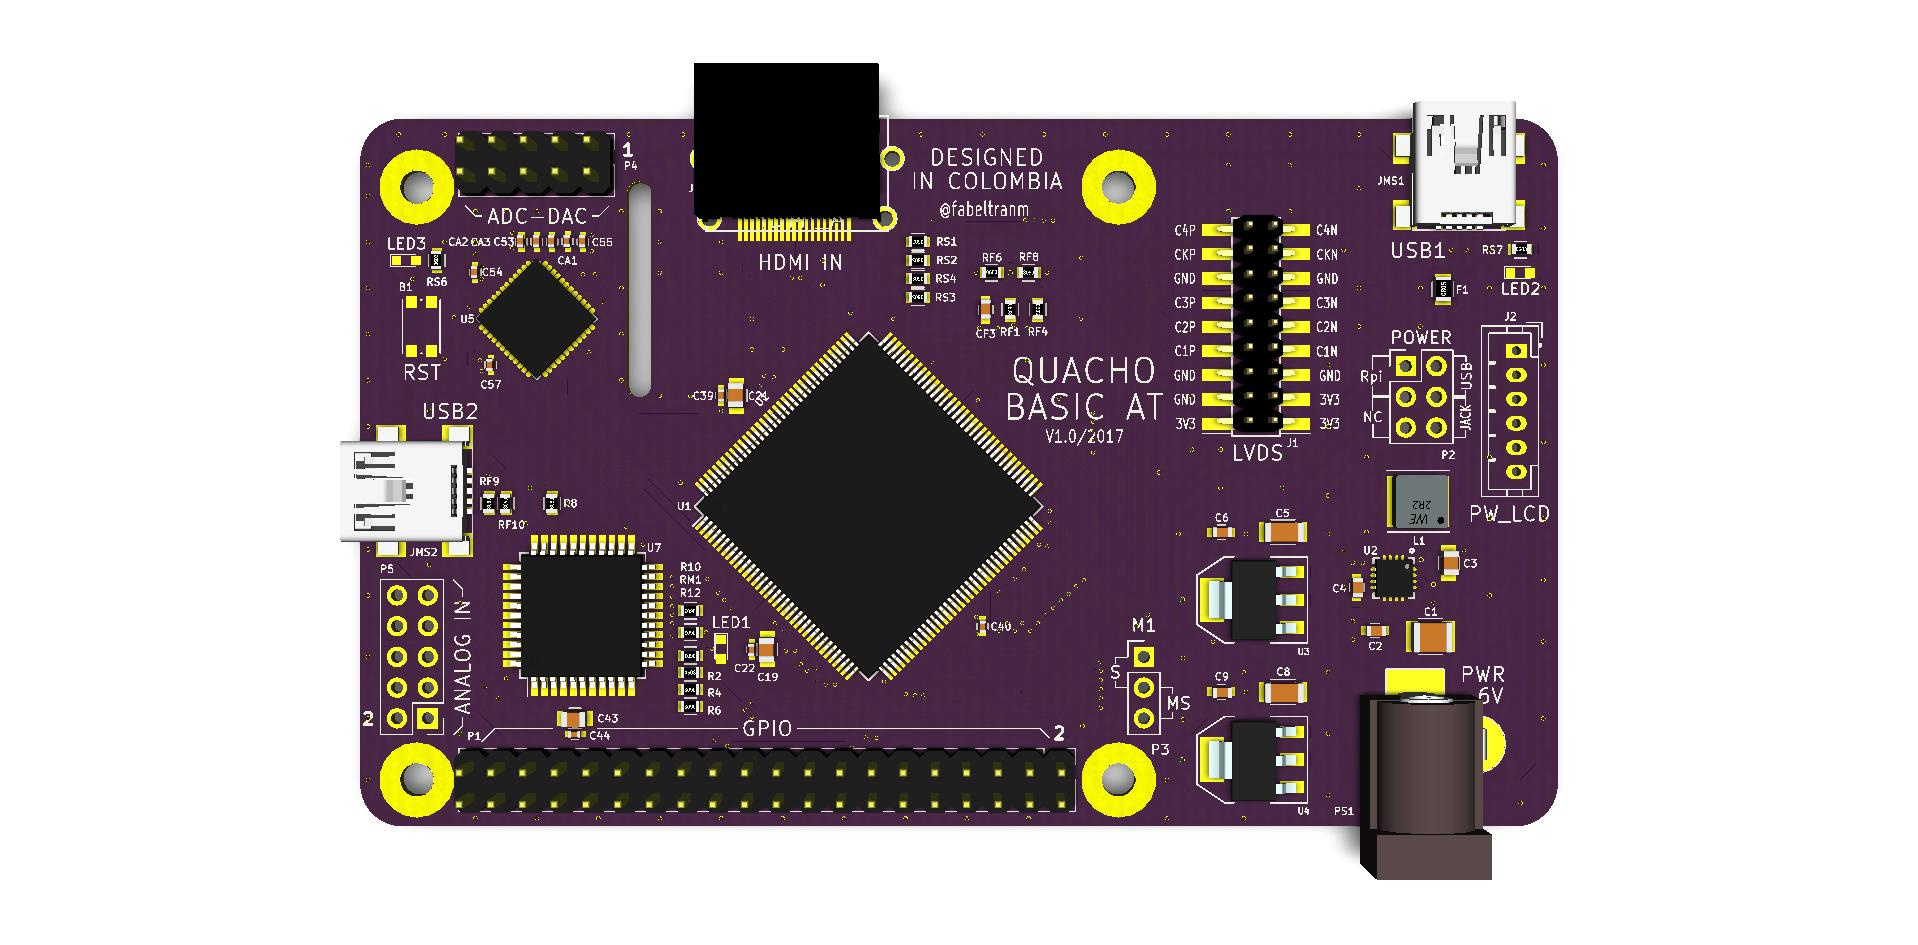 1
P4
ADC-DAC
DESIGNED
IN COLOMBIA
@fabeltranm
HDMI IN
JMS1
USB1
RS7
LED2
F1
LED3
RS6
CA2 CA3 C53
C55
CA1
C54
B1
U5
RST
C57
RS1
RS2
RS4
RS3
RF6 RF8
CF3 RF1 RF4
C4P C4N
CKP CKN
GND GND
C3P C3N
C2P C2N
C1P C1N
GND GND
GND 3V3
3V3 3V3
LVDS J1
J2
POWER
Rpi USB
NC JACK
P2
PW_LCD
QUACHO
BASIC AT
V1.0/2017
C39 C21
USB2
JMS2
RF9
RF10
R8
U1
U7
WE
2R2
L1
C6 C5
U2
C3
C4
C1
C2
U3
P5
ANALOG IN
2
R10
RM1
R12
LED1
R2
R4
R6
C22
C19
C40
C43
C44
M1
S
MS
P3
C9 C8
U4
PWR
6V
PS1
P1
GPIO
2